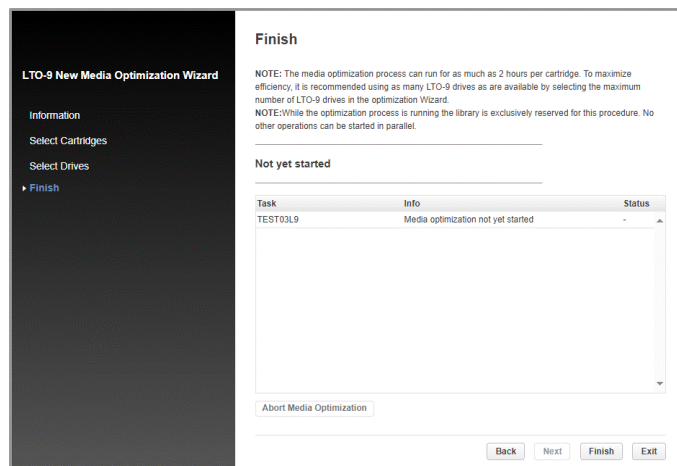 LTO-9 New Media Optimization Wizard
Information
Select Cartridges
Select Drives
Finish
Finish
NOTE: The media optimization process can run for as much as 2 hours per cartridge. To maximize
efficiency, it is recommended using as many LTO-9 drives as are available by selecting the maximum
number of LTO-9 drives in the optimization Wizard.
NOTE:While the optimization process is running the library is exclusively reserved for this procedure. No
other operations can be started in parallel.
Not yet started
Task Info Status
TEST03L9 Media optimization not yet started -
Abort Media Optimization
Back Next Finish Exit